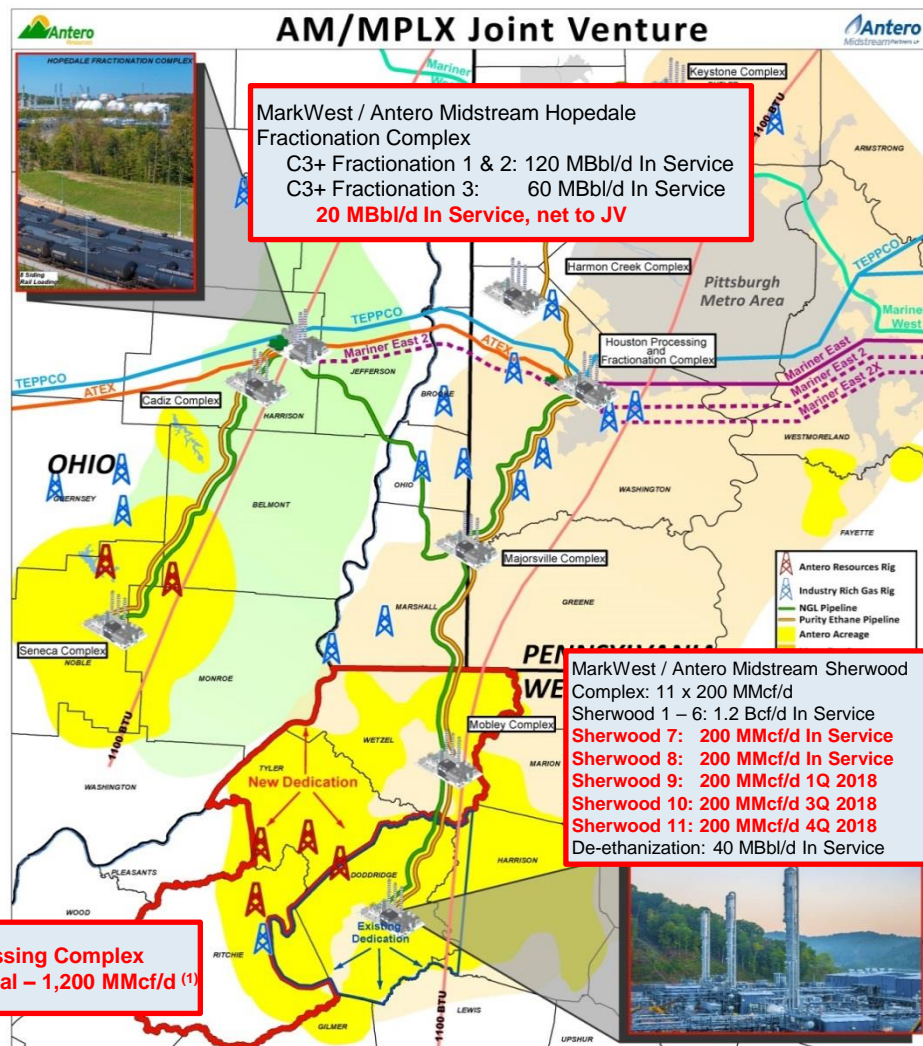 Antero
Resources
AM/MPLX Joint Venture
Antero
Midstream Partners LP
HOPEDALE FRACTIONATION COMPLEX
8 Siding
Rail Loading
Mariner
Keystone Complex
1100 BTU
ARMSTRONG
MarkWest / Antero Midstream Hopedale
Fractionation Complex
C3+ Fractionation 1 & 2: 120 MBbl/d In Service
C3+ Fractionation 3: 60 MBbl/d In Service
20 MBbl/d In Service, net to JV
Harmon Creek Complex
Pittsburgh
Metro Area
Mariner
West
TEPPCO
TEPPCO
Houston Processing
and
Fractionation Complex
Mariner East 2
JEFFERSON
Mariner East
Mariner East 2
Mariner East 2X
TEPPCO
ATEX
ATEX
BROOKE
Cadiz Complex
HARRISON
WESTMORELAND
OHIO
GUERNSEY
OHIO
WASHINGTON
BELMONT
FAYETTE
Majorsville Complex
Antero Resources Rig
Industry Rich Gas Rig
NGL Pipeline
Purity Ethane Pipeline
Antero Acreage
MARSHALL
GREENE
Seneca Complex
NOBLE
MONROE
PENNSYLVANIA
WE
MarkWest / Antero Midstream Sherwood
Complex: 11 x 200 MMcf/d
Sherwood 1 – 6: 1.2 Bcf/d In Service
Sherwood 7: 200 MMcf/d In Service
Sherwood 8: 200 MMcf/d In Service
Sherwood 9: 200 MMcf/d 1Q 2018
Sherwood 10: 200 MMcf/d 3Q 2018
Sherwood 11: 200 MMcf/d 4Q 2018
De-ethanization: 40 MBbl/d In Service
1100 BTU
Mobley Complex
WETZEL
TYLER
MARION
New Dedication
WASHINGTON
HARRISON
DODDRIDGE
PLEASANTS
WOOD
RITCHIE
Existing
Dedication
ssing Complex
al – 1,200 MMcf/d (1)
GILMER
LEWIS
1100 BTU
UPSHUR